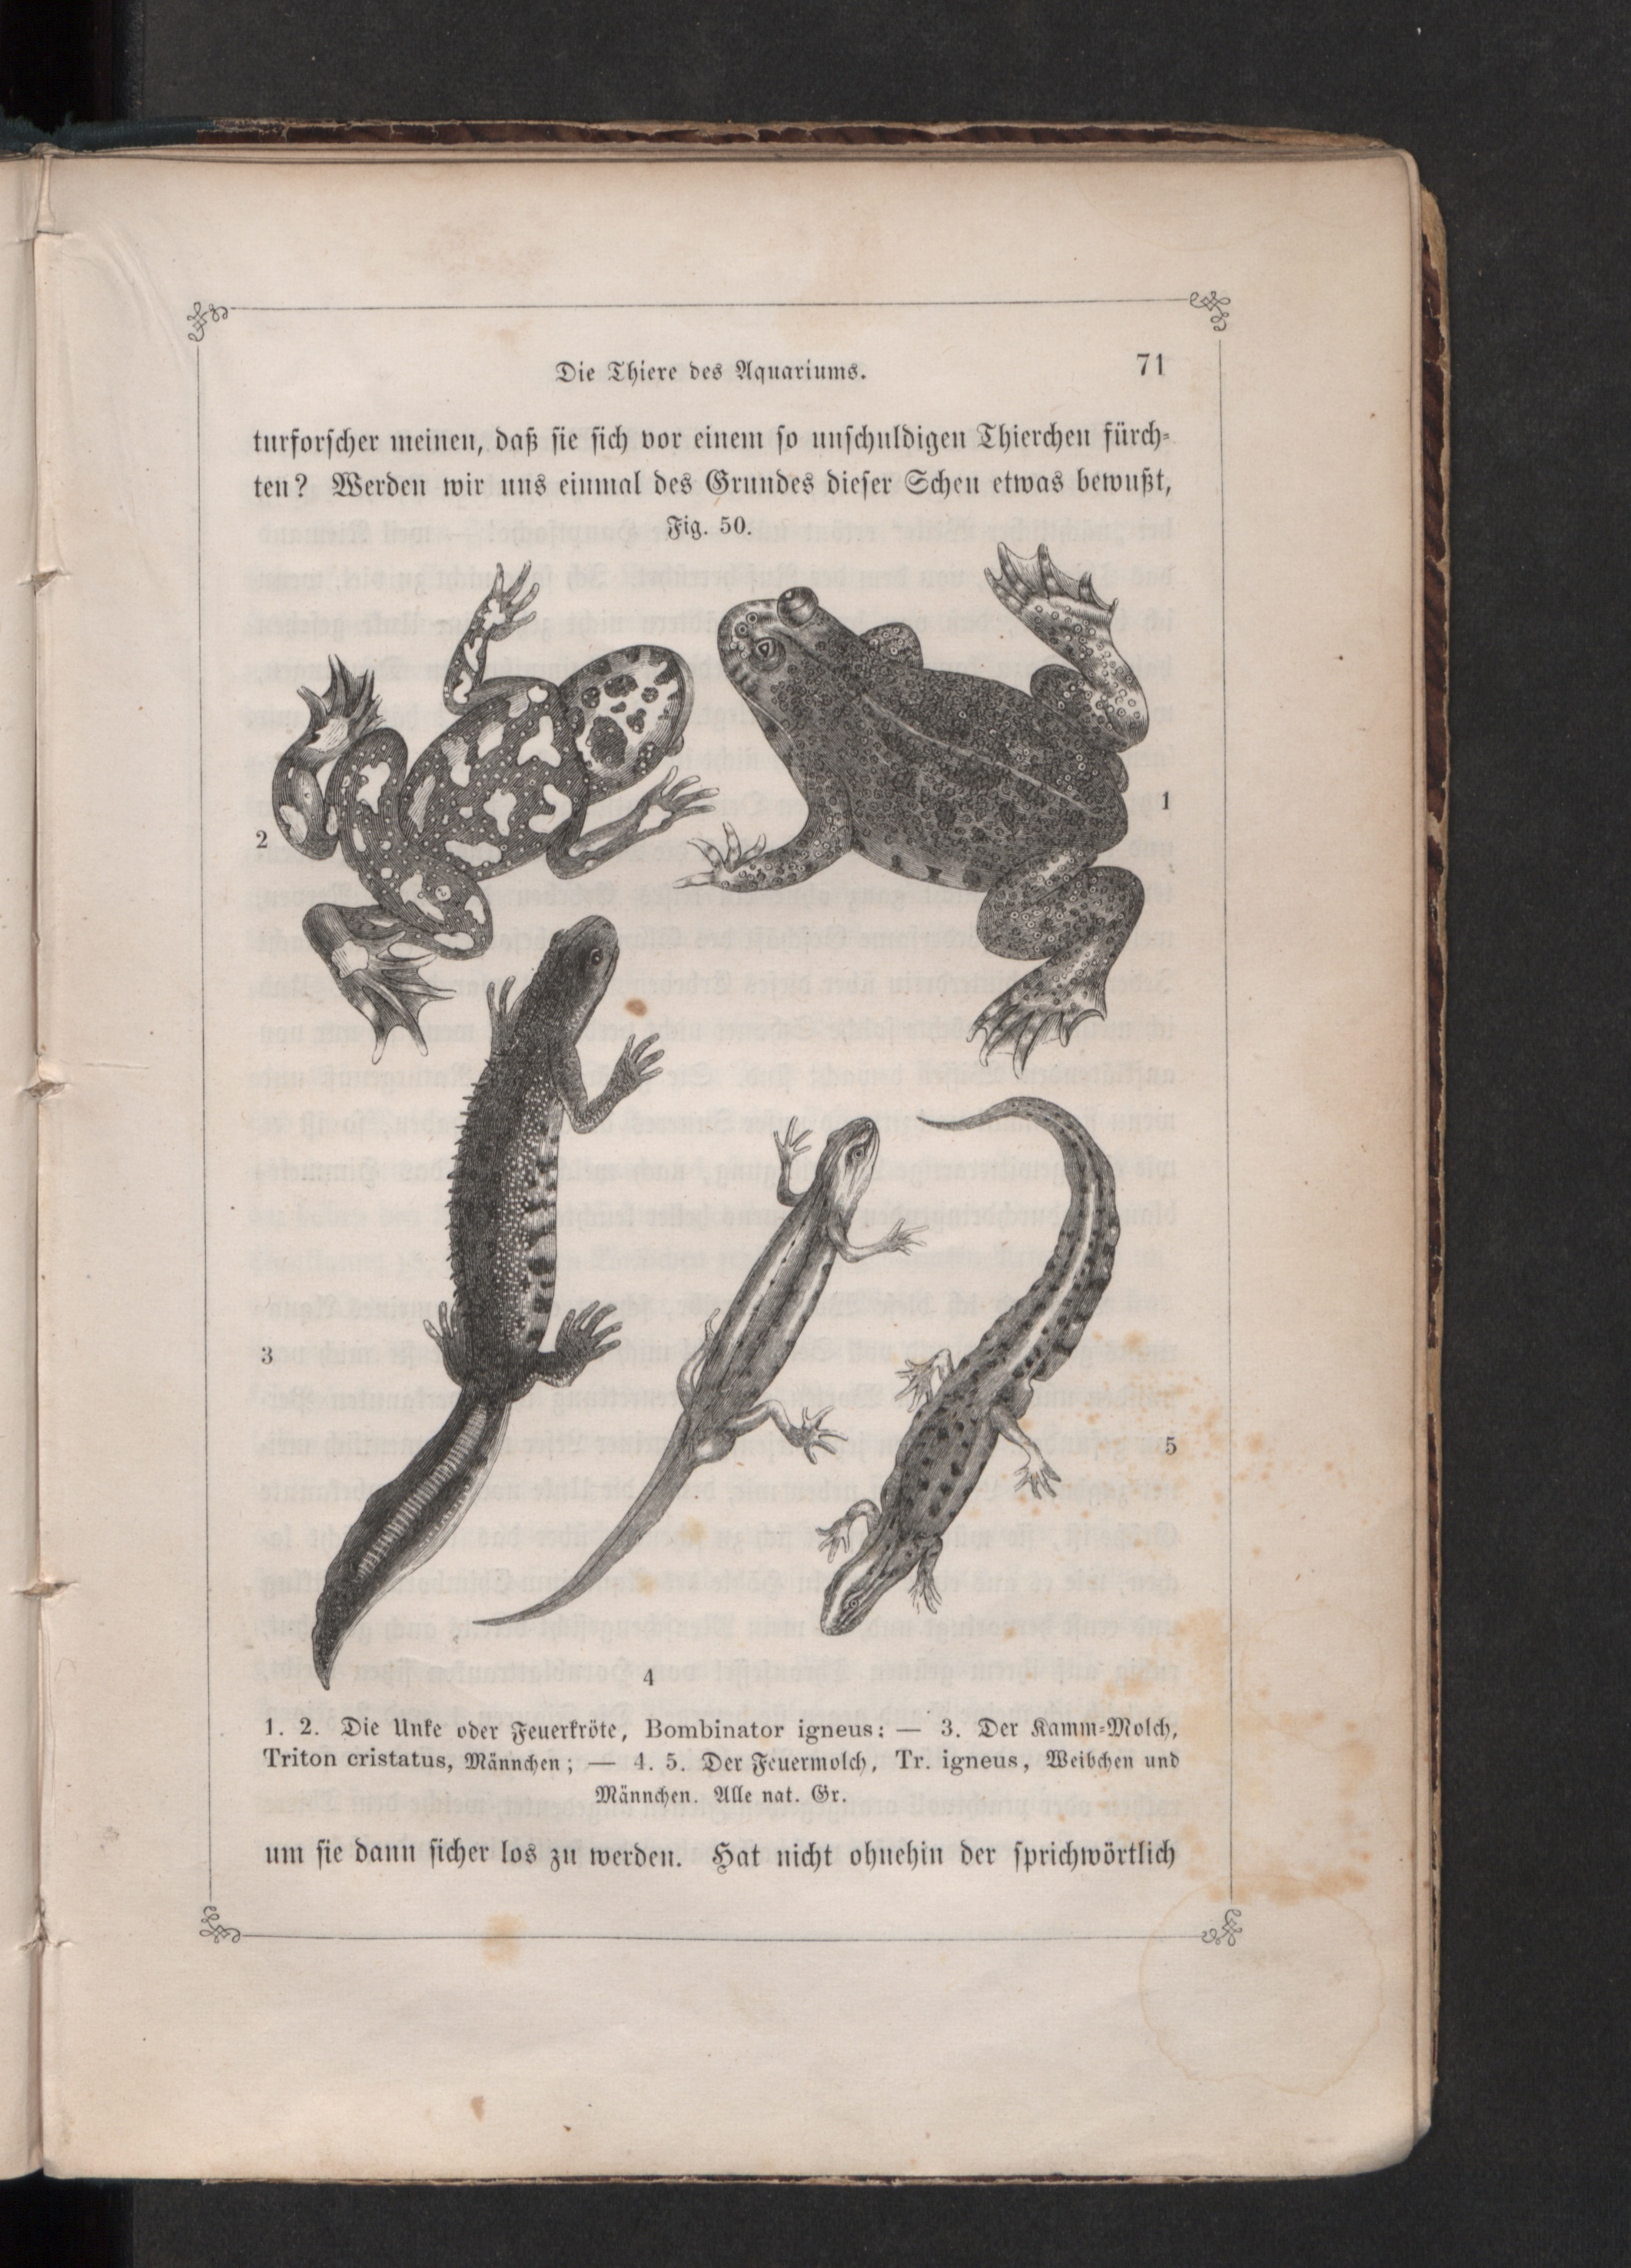 Die Thiere des Aquariums.
71
turforscher meinen, daß sie sich vor einem so unschuldigen Thierchen fürch-
ten? Werden wir uns einmal des Grundes dieser Scheu etwas bewußt,
Fig. 50.
1
2
3
5
4
1. 2. Die Unke oder Feuerkröte, Bombinator igneus: — 3. Der Kamm-Molch,
Triton cristatus, Männchen; — 4. 5. Der Feuermolch, Tr. igneus, Weibchen und
Männchen. Alle nat. Gr.
um sie dann sicher los zu werden. Hat nicht ohnehin der sprichwörtlich